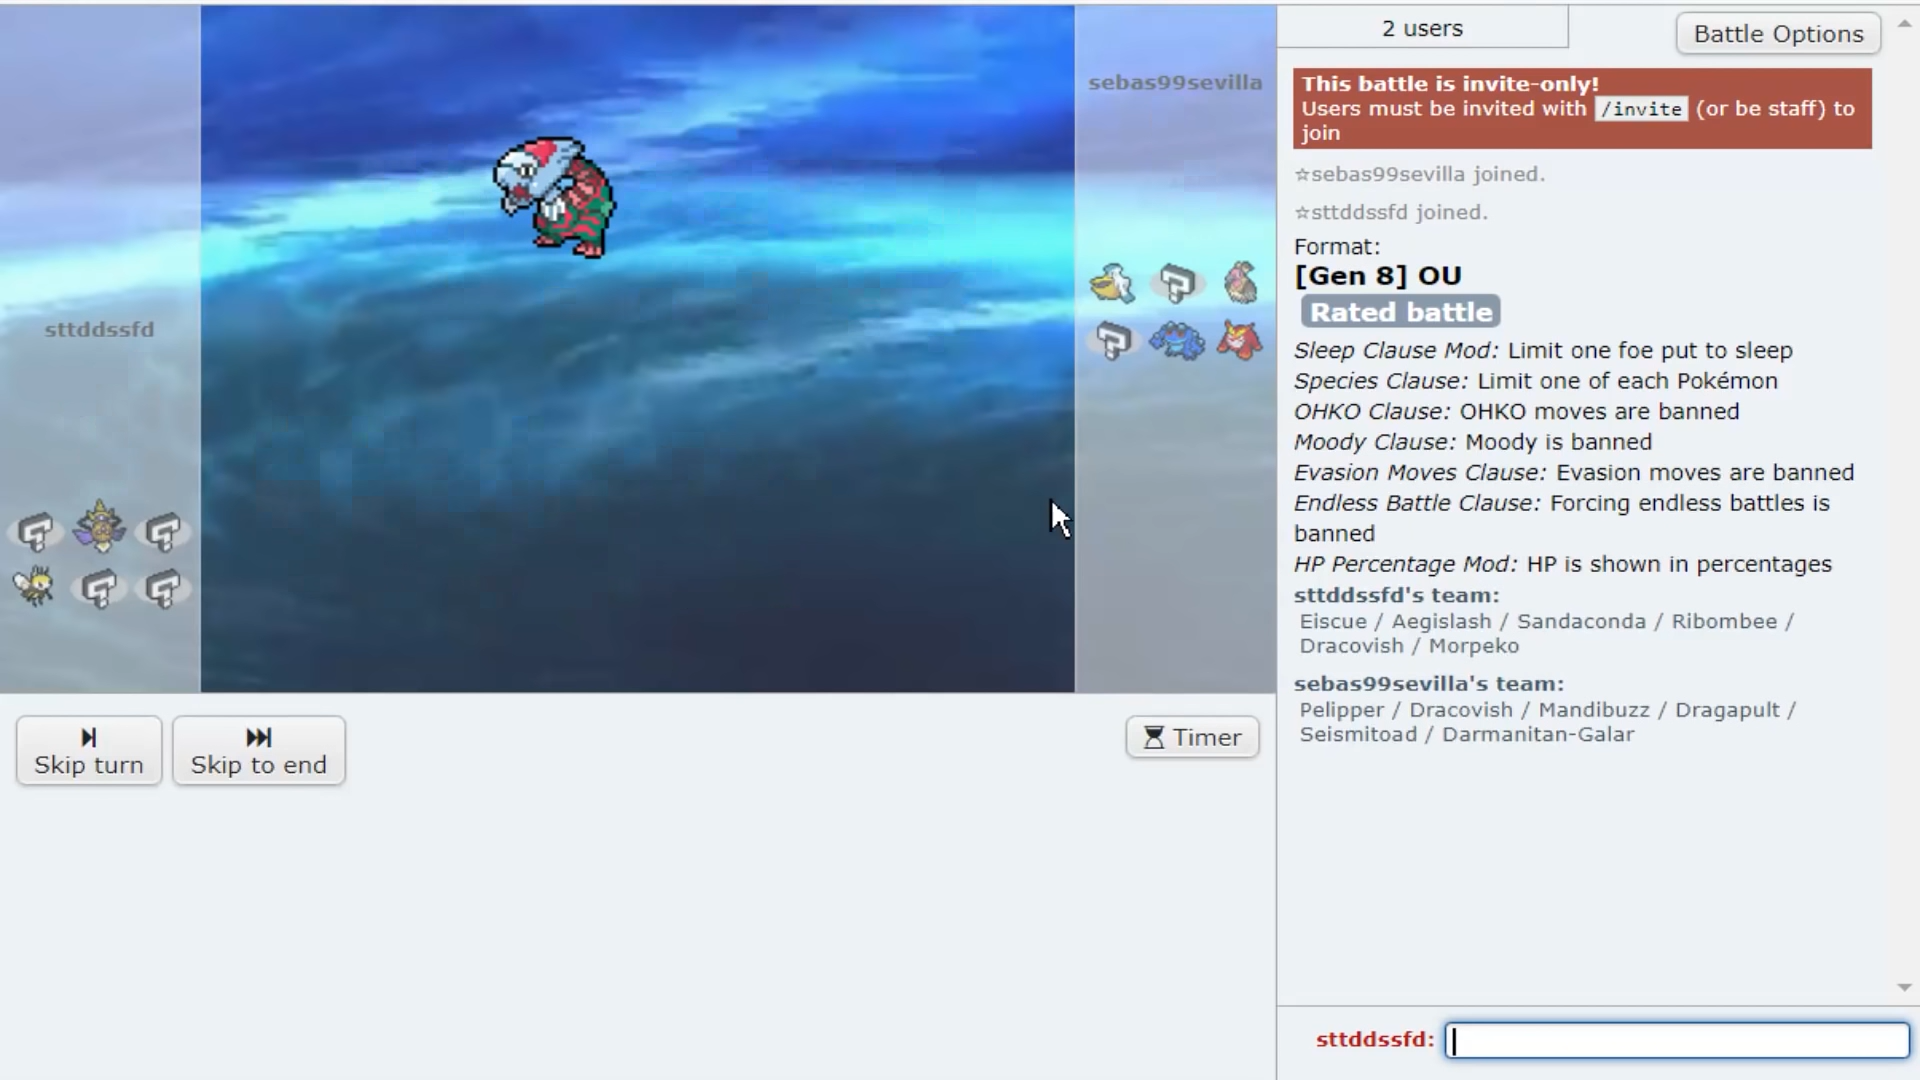 2 users
Battle Options
sebas99sevilla
sttddssfd
Skip turn
Skip to end
Timer
This battle is invite-only!
Users must be invited with /invite (or be staff) to
join
☆sebas99sevilla joined.
☆sttddssfd joined.
Format:
[Gen 8] OU
Rated battle
Sleep Clause Mod: Limit one foe put to sleep
Species Clause: Limit one of each Pokémon
OHKO Clause: OHKO moves are banned
Moody Clause: Moody is banned
Evasion Moves Clause: Evasion moves are banned
Endless Battle Clause: Forcing endless battles is
banned
HP Percentage Mod: HP is shown in percentages
sttddssfd's team:
Eiscue / Aegislash / Sandaconda / Ribombee /
Dracovish / Morpeko
sebas99sevilla's team:
Pelipper / Dracovish / Mandibuzz / Dragapult /
Seismitoad / Darmanitan-Galar
sttddssfd: